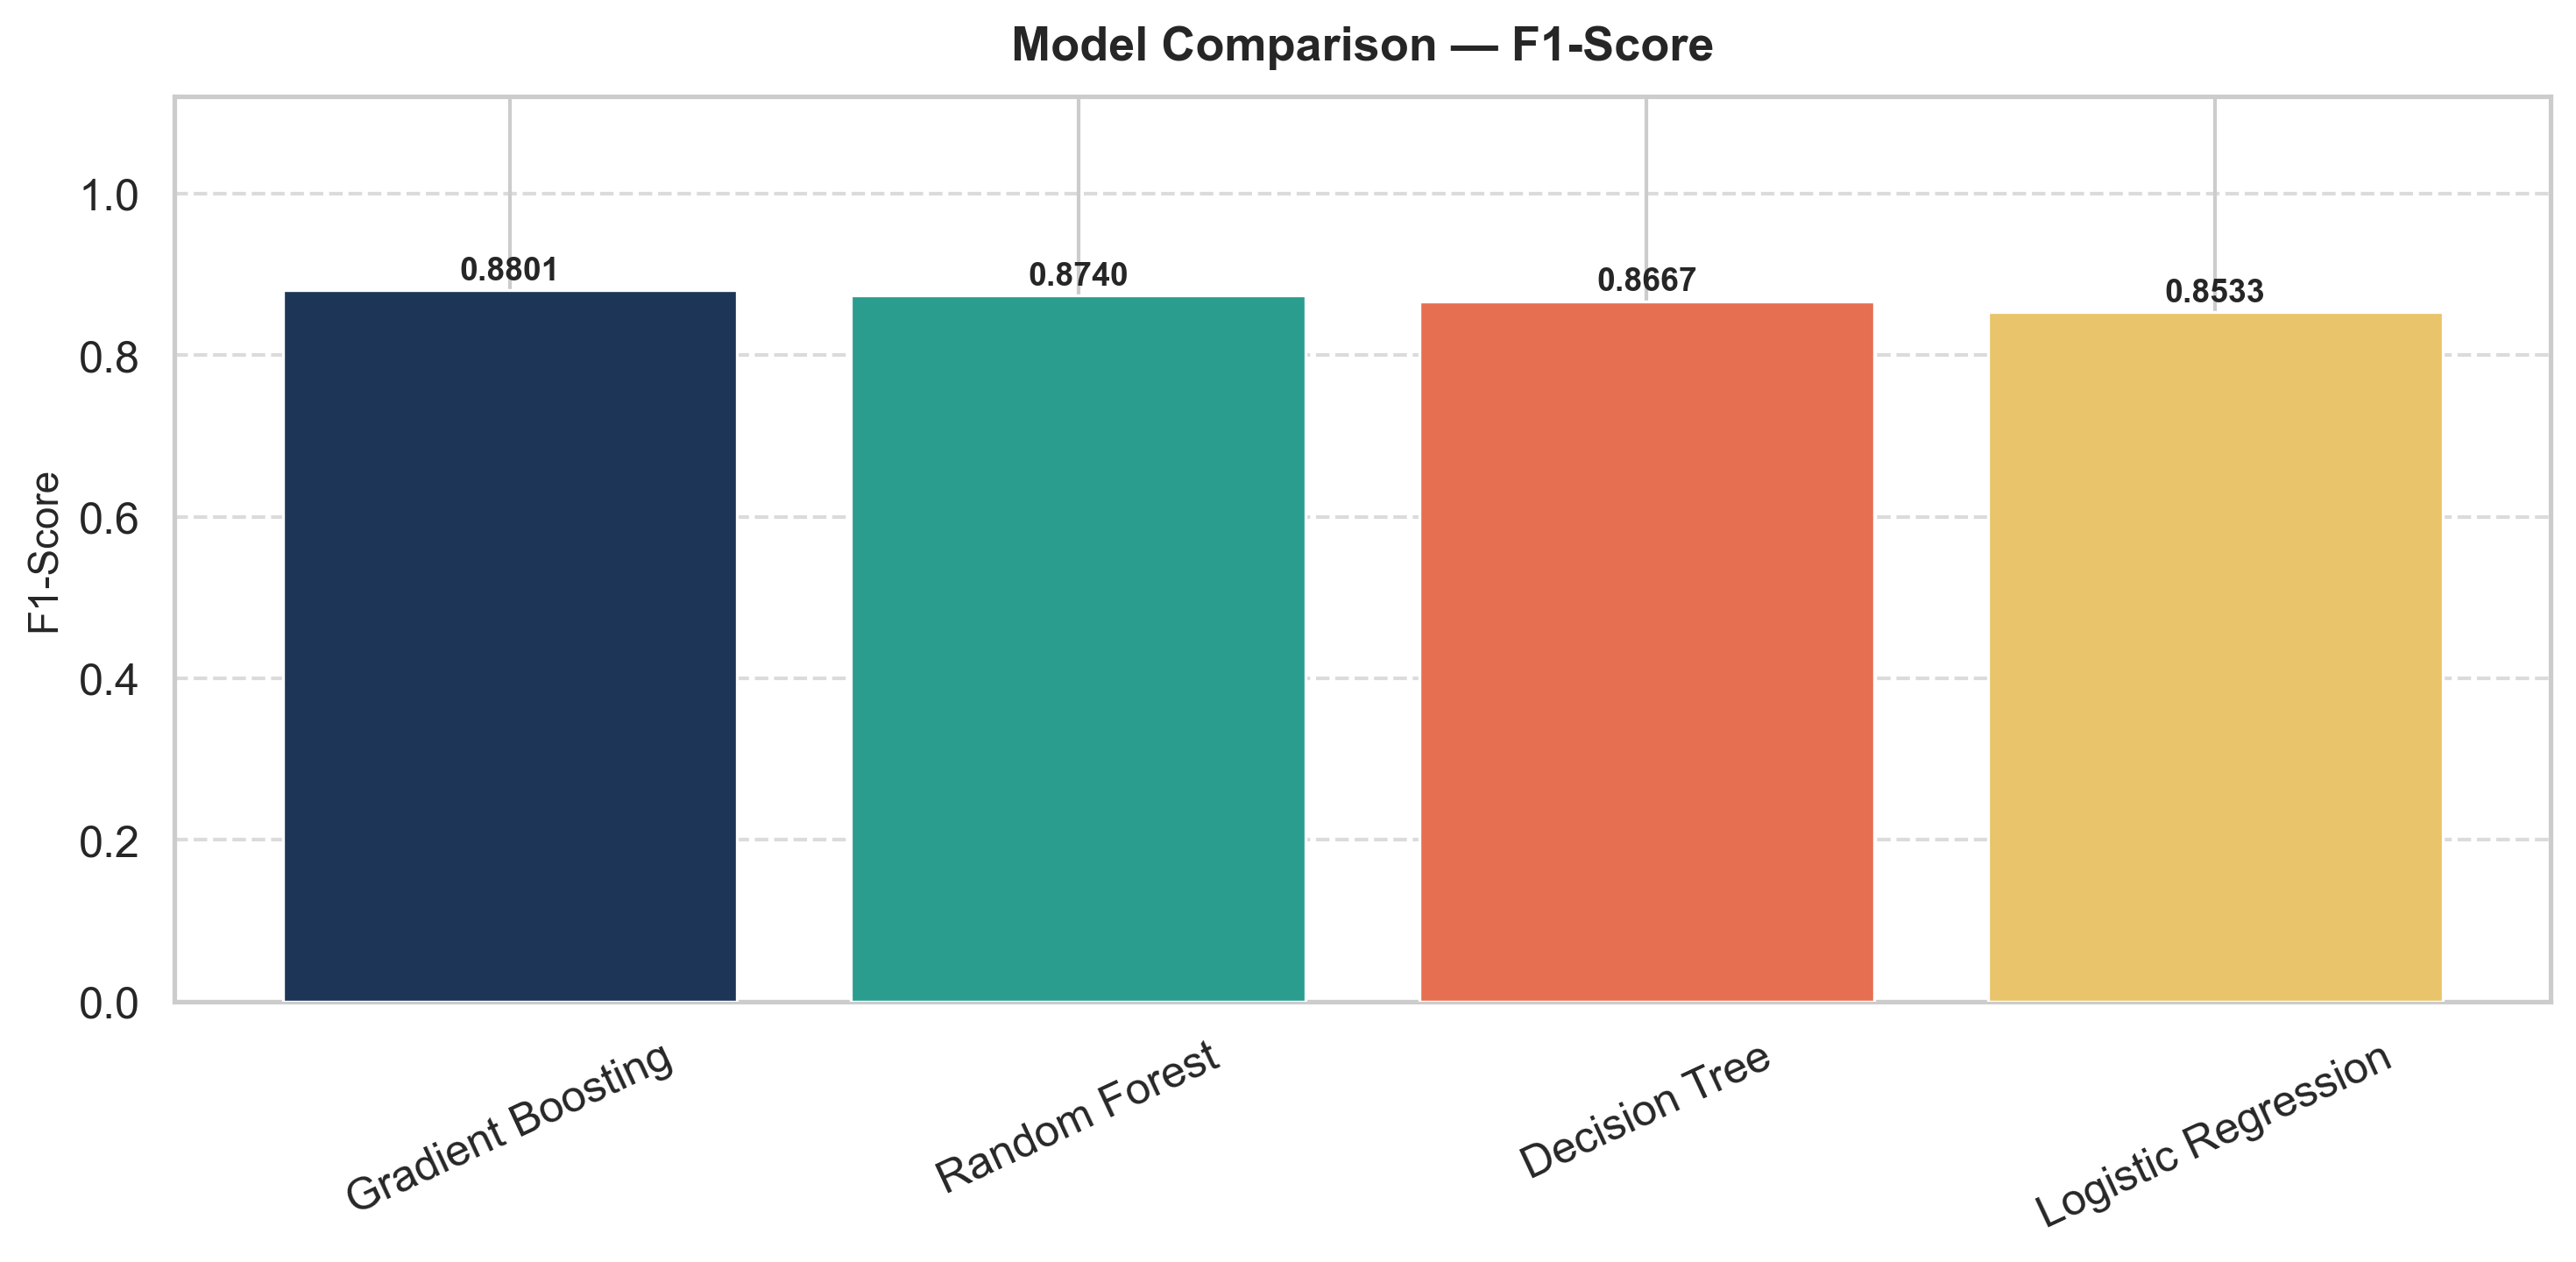 Model Comparison — F1-Score
F1-Score
1.0
0.8
0.6
0.4
0.2
0.0
0.8801
0.8740
0.8667
0.8533
Gradient Boosting
Random Forest
Decision Tree
Logistic Regression